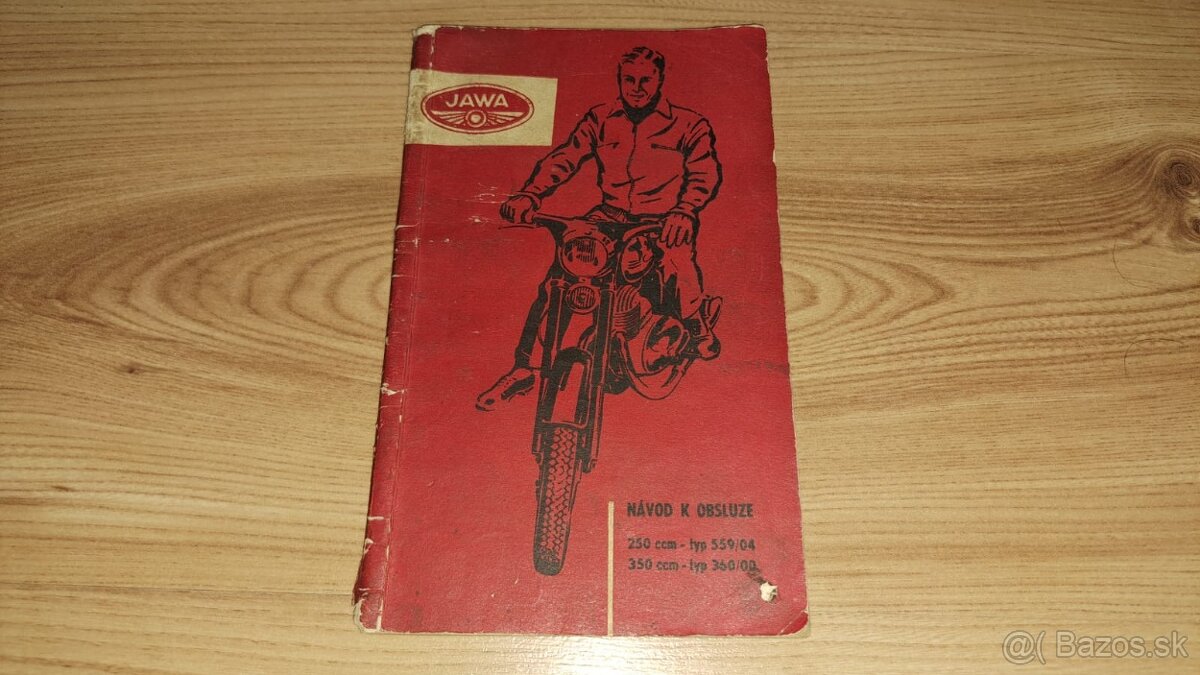 JAWA
NÁVOD K OBSLUZE
250 ccm - typ 559/04
350 ccm - typ 360/00
@( Bazos.sk